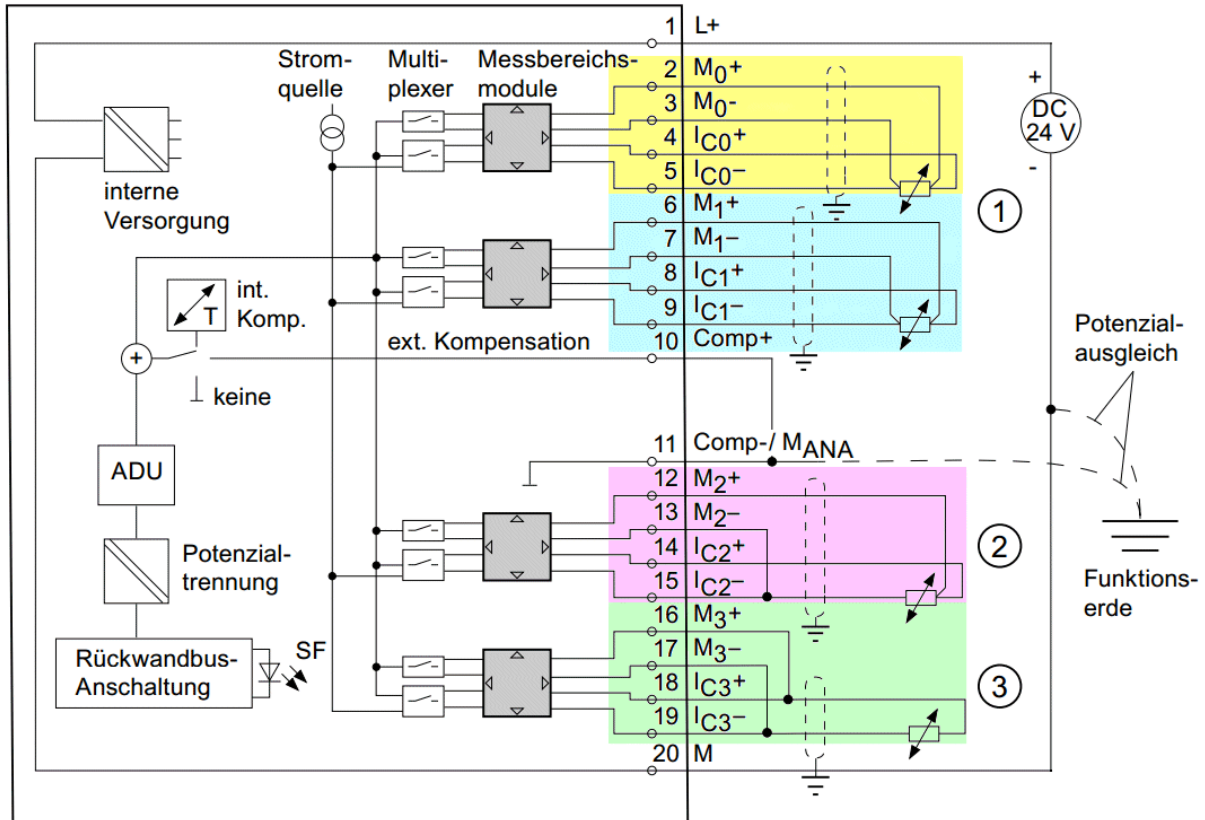 1 L+
Strom-
quelle
Multi-
plexer
Messbereichs-
module
2 M0+
3 M0-
4 IC0+
5 IC0−
+
DC
24 V
-
interne
Versorgung
6 M1+
7 M1−
8 IC1+
9 IC1−
10 Comp+
1
int.
Komp.
T
ext. Kompensation
+
keine
Potenzial-
ausgleich
ADU
11 Comp-/ MANA
12 M2+
13 M2−
14 IC2+
15 IC2−
2
Potenzial-
trennung
Funktions-
erde
16 M3+
17 M3−
18 IC3+
19 IC3−
3
Rückwandbus-
Anschaltung
SF
20 M